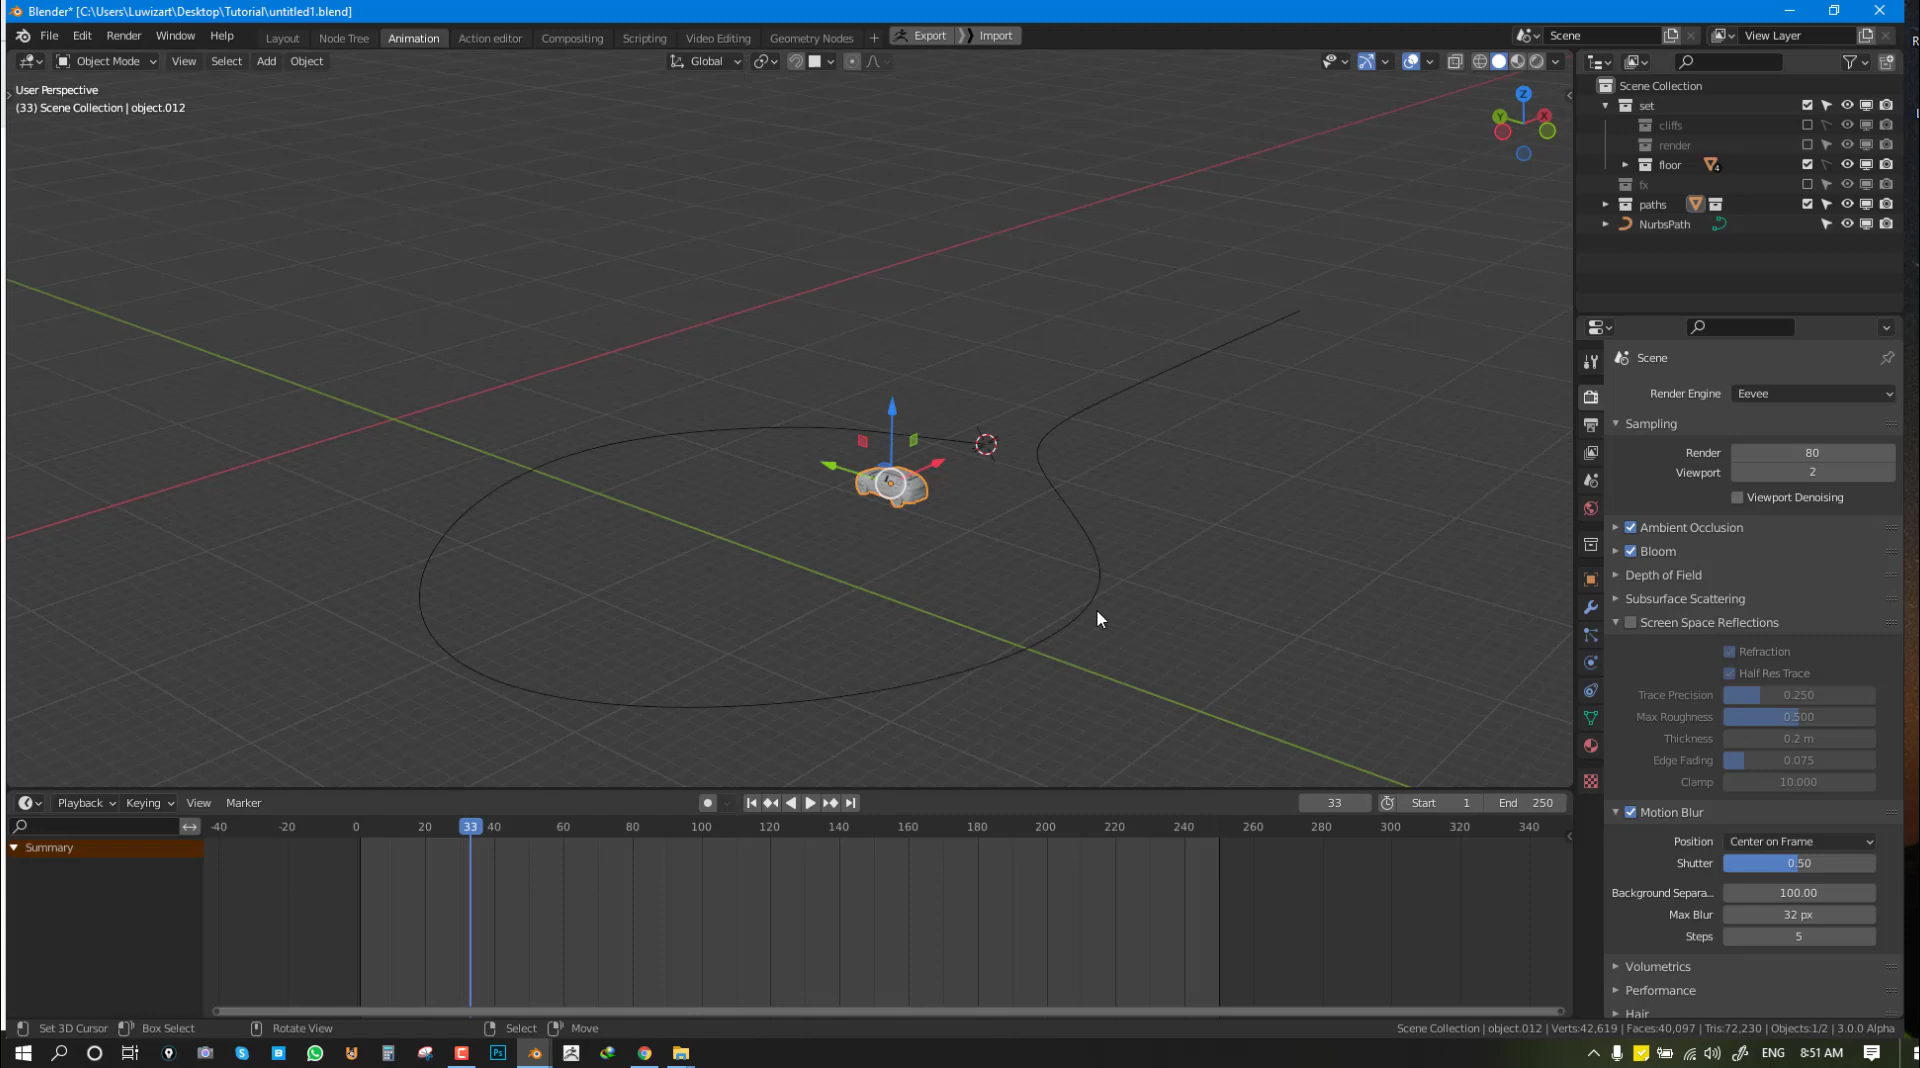 Blender* [C:\Users\Luwizart\Desktop\Tutorial\untitled1.blend]
File Edit Render Window Help Layout Node Tree Animation Action editor Compositing Scripting Video Editing Geometry Nodes + Export Import Scene View Layer
Object Mode View Select Add Object Global
User Perspective
(33) Scene Collection | object.012
Z
Y
X
Scene Collection
set
cliffs
render
floor 4
fx
paths
NurbsPath
Scene
Render Engine Eevee
Sampling
Render 80
Viewport 2
Viewport Denoising
Ambient Occlusion
Bloom
Depth of Field
Subsurface Scattering
Screen Space Reflections
Refraction
Half Res Trace
Trace Precision 0.250
Max Roughness 0.500
Thickness 0.2 m
Edge Fading 0.075
Clamp 10.000
Motion Blur
Position Center on Frame
Shutter 0.50
Background Separa... 100.00
Max Blur 32 px
Steps 5
Volumetrics
Performance
Hair
Playback Keying View Marker 33 Start 1 End 250
-40 -20 0 20 33 40 60 80 100 120 140 160 180 200 220 240 260 280 300 320 340
Summary
Set 3D Cursor Box Select Rotate View Select Move Scene Collection | object.012 | Verts:42,619 | Faces:40,097 | Tris:72,230 | Objects:1/2 | 3.0.0 Alpha
Ps ENG 8:51 AM